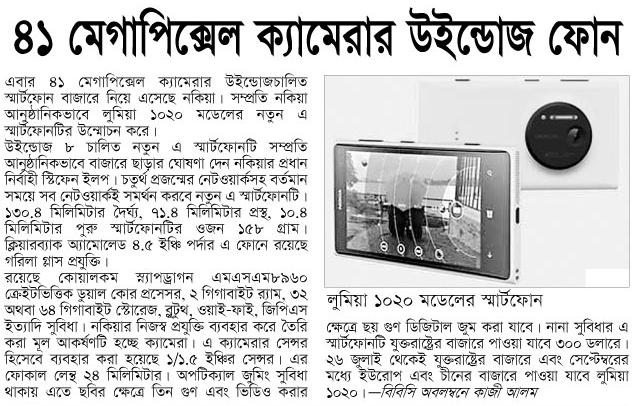 ৪১ মেগাপিক্সেল ক্যামেরার উইন্ডোজ ফোন
এবার ৪১ মেগাপিক্সেল ক্যামেরার উইন্ডোজচালিত
স্মার্টফোন বাজারে নিয়ে এসেছে নকিয়া। সম্প্রতি নকিয়া
আনুষ্ঠানিকভাবে লুমিয়া ১০২০ মডেলের নতুন এ
স্মার্টফোনটির উন্মোচন করে।
উইন্ডোজ ৮ চালিত নতুন এ স্মার্টফোনটি সম্প্রতি
আনুষ্ঠানিকভাবে বাজারে ছাড়ার ঘোষণা দেন নকিয়ার প্রধান
নির্বাহী স্টিফেন ইলপ। চতুর্থ প্রজন্মের নেটওয়ার্কসহ বর্তমান
সময়ে সব নেটওয়ার্কই সমর্থন করবে নতুন এ স্মার্টফোনটি।
১৩০.৪ মিলিমিটার দৈর্ঘ্য, ৭১.৪ মিলিমিটার প্রস্থ, ১০.৪
মিলিমিটার পুরু স্মার্টফোনটির ওজন ১৫৮ গ্রাম।
ক্লিয়ারব্যাক অ্যামোলেড ৪.৫ ইঞ্চি পর্দার এ ফোনে রয়েছে
গরিলা গ্লাস প্রযুক্তি।
রয়েছে কোয়ালকম স্ন্যাপড্রাগন এমএসএম৮৯৬০
ক্রেইটভিত্তিক ডুয়াল কোর প্রসেসর, ২ গিগাবাইট র‍্যাম, ৩২
অথবা ৬৪ গিগাবাইট স্টোরেজ, ব্লুটুথ, ওয়াই-ফাই, জিপিএস
ইত্যাদি সুবিধা। নকিয়ার নিজস্ব প্রযুক্তি ব্যবহার করে তৈরি
করা মূল আকর্ষণটি হচ্ছে ক্যামেরা। এ ক্যামেরার সেন্সর
হিসেবে ব্যবহার করা হয়েছে ১/১.৫ ইঞ্চির সেন্সর। এর
ফোকাল লেন্থ ২৪ মিলিমিটার। অপটিক্যাল জুমিং সুবিধা
থাকায় এতে ছবির ক্ষেত্রে তিন গুণ এবং ভিডিও করার
লুমিয়া ১০২০ মডেলের স্মার্টফোন
ক্ষেত্রে ছয় গুণ ডিজিটাল জুম করা যাবে। নানা সুবিধার এ
স্মার্টফোনটি যুক্তরাষ্ট্রের বাজারে পাওয়া যাবে ৩০০ ডলারে।
২৬ জুলাই থেকেই যুক্তরাষ্ট্রের বাজারে এবং সেপ্টেম্বরের
মধ্যে ইউরোপ এবং চীনের বাজারে পাওয়া যাবে লুমিয়া
১০২০।—বিবিসি অবলম্বনে কাজী আলম